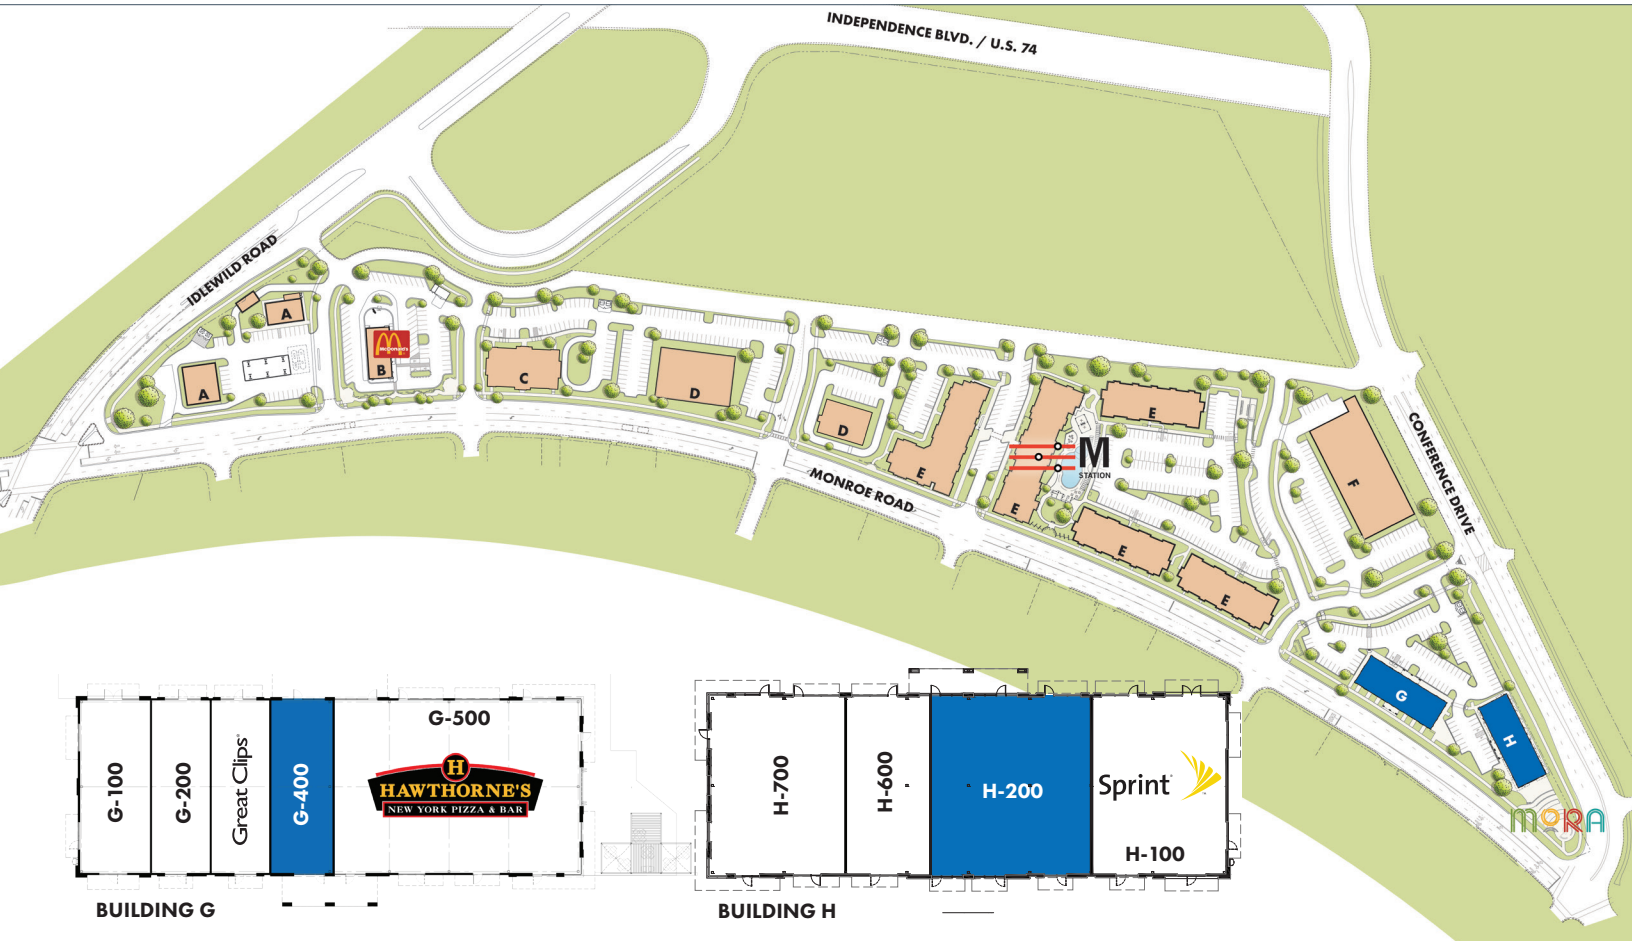 INDEPENDENCE BLVD. / U.S. 74
IDLEWILD ROAD
A
A
McDonald's
B
C
D
D
E
E
E
E
E
M
STATION
F
MONROE ROAD
CONFERENCE DRIVE
G
H
MORA
G-100
G-200
Great Clips
G-400
G-500
H
HAWTHORNE'S
NEW YORK PIZZA & BAR
BUILDING G
H-700
H-600
H-200
Sprint
H-100
BUILDING H